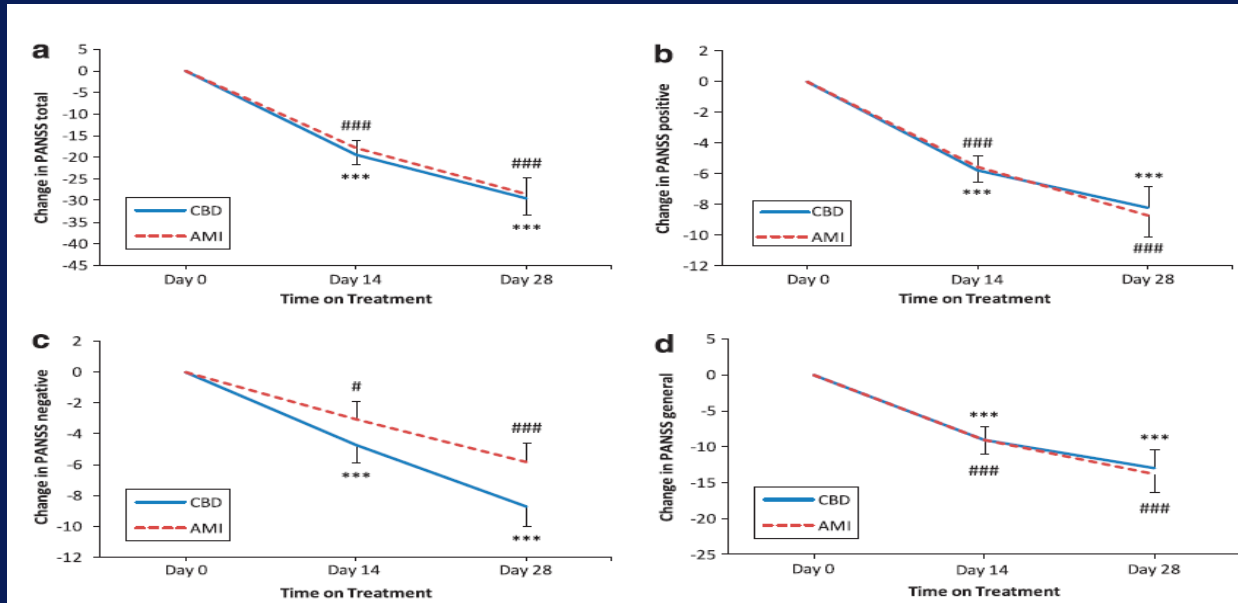 a
Change in PANSS total
5
0
-5
-10
-15
-20
-25
-30
-35
-40
-45
###
***
###
***
CBD
AMI
Day 0 Day 14 Day 28
Time on Treatment
b
Change in PANSS positive
2
0
-2
-4
-6
-8
-10
-12
###
***
***
###
CBD
AMI
Day 0 Day 14 Day 28
Time on Treatment
c
Change in PANSS negative
2
0
-2
-4
-6
-8
-10
-12
#
***
###
***
CBD
AMI
Day 0 Day 14 Day 28
Time on Treatment
d
Change in PANSS general
5
0
-5
-10
-15
-20
-25
***
###
***
###
CBD
AMI
Day 0 Day 14 Day 28
Time on Treatment